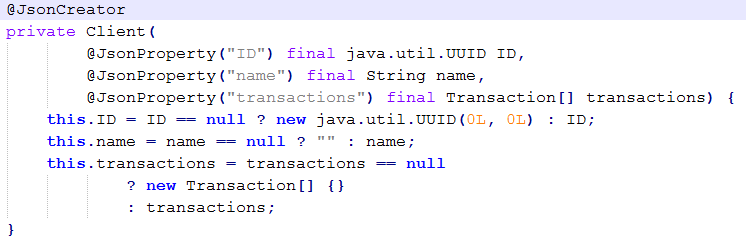 @JsonCreator
private Client(
        @JsonProperty("ID") final java.util.UUID ID,
        @JsonProperty("name") final String name,
        @JsonProperty("transactions") final Transaction[] transactions) {
    this.ID = ID == null ? new java.util.UUID(0L, 0L) : ID;
    this.name = name == null ? "" : name;
    this.transactions = transactions == null
            ? new Transaction[] {}
            : transactions;
}